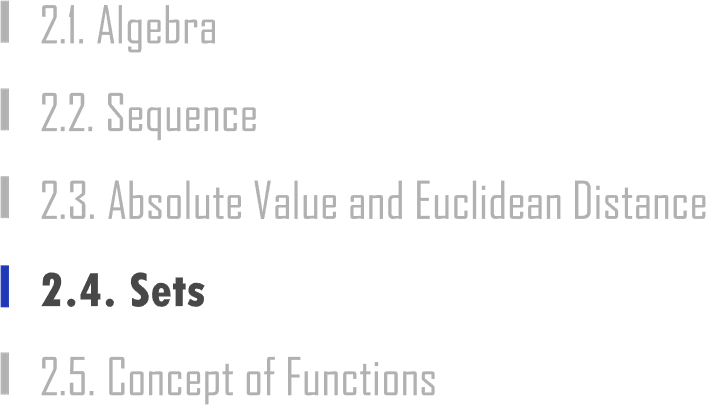 2.1. Algebra
2.2. Sequence
2.3. Absolute Value and Euclidean Distance
2.4. Sets
2.5. Concept of Functions